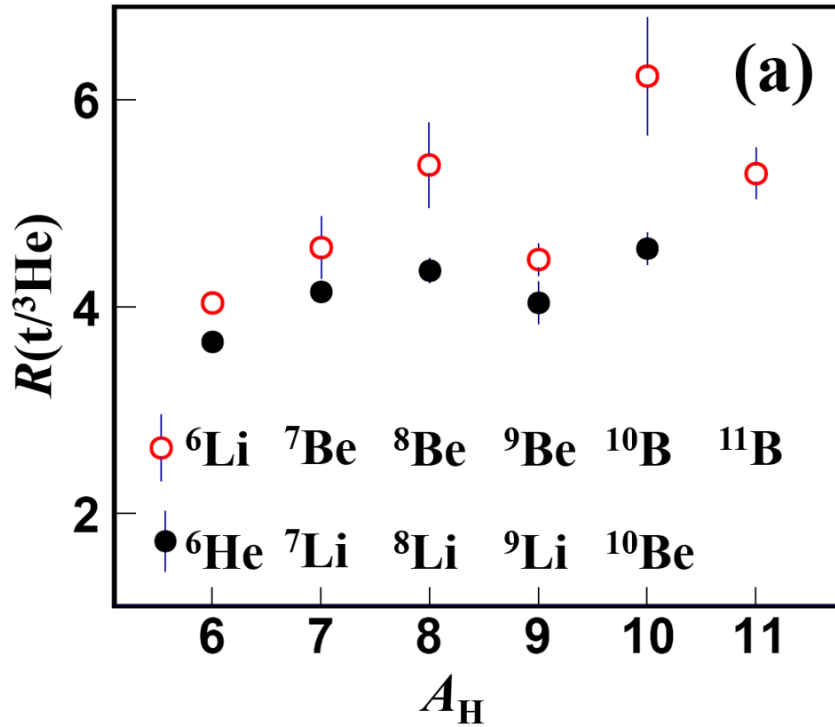 (a)
R(t/³He)
6
4
2
⁶Li ⁷Be ⁸Be ⁹Be ¹⁰B ¹¹B
⁶He ⁷Li ⁸Li ⁹Li ¹⁰Be
6 7 8 9 10 11
A_H